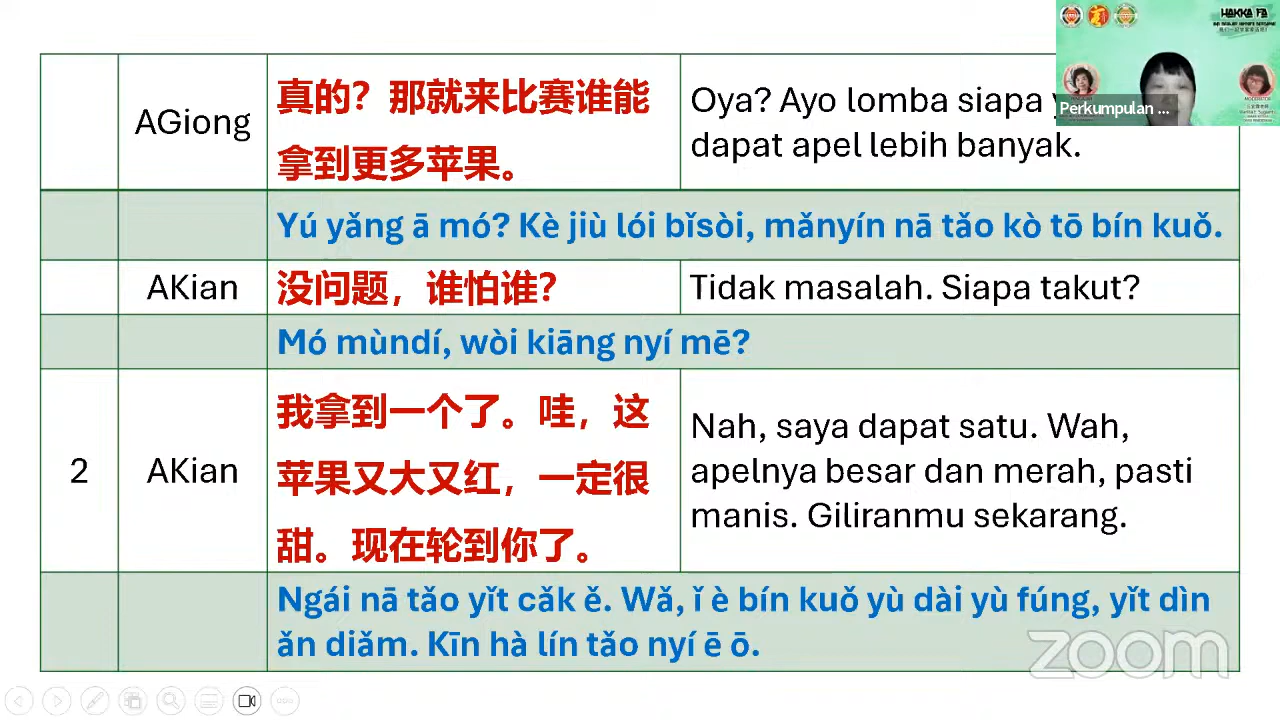 AGiong
真的？那就来比赛谁能
拿到更多苹果。
Oya? Ayo lomba siapa
dapat apel lebih banyak.
Yú yǎng ā mó? Kè jiù lói bǐsòi, mǎnyín nā tǎo kò tō bín kuǒ.
AKian
没问题，谁怕谁？
Tidak masalah. Siapa takut?
Mó mùndí, wòi kiāng nyí mē?
2
AKian
我拿到一个了。哇，这
苹果又大又红，一定很
甜。现在轮到你了。
Nah, saya dapat satu. Wah,
apelnya besar dan merah, pasti
manis. Giliranmu sekarang.
Ngái nā tǎo yǐt cǎk ě. Wǎ, ǐ è bín kuǒ yù dài yù fúng, yǐt dìn
ǎn diǎm. Kīn hà lín tǎo nyí ē ō.
HAKKA FA
Perkumpulan ...
zoom